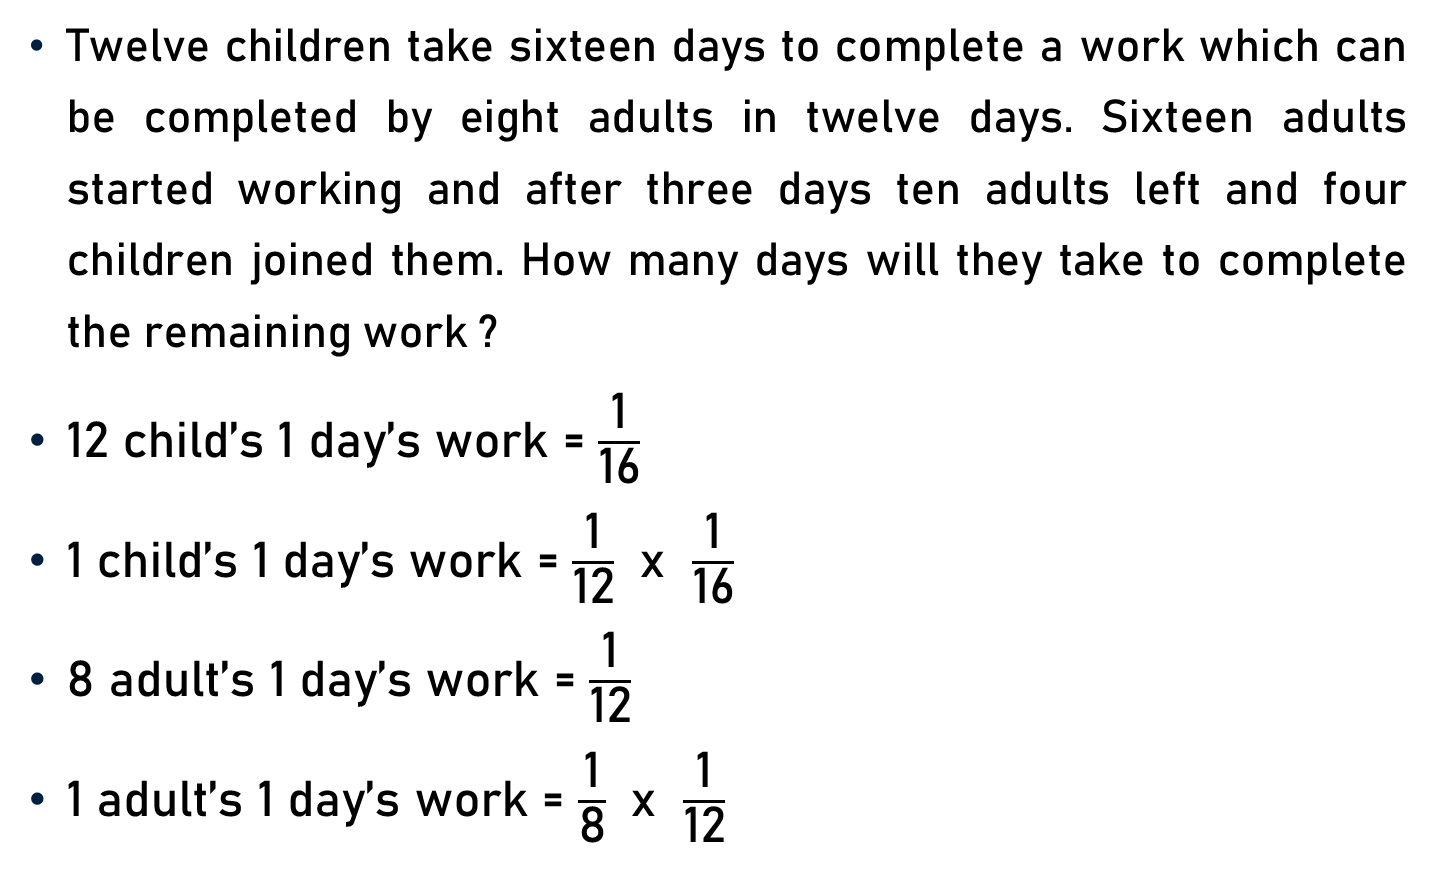 • Twelve children take sixteen days to complete a work which can
be completed by eight adults in twelve days. Sixteen adults
started working and after three days ten adults left and four
children joined them. How many days will they take to complete
the remaining work ?
• 12 child’s 1 day’s work = 1/16
• 1 child’s 1 day’s work = 1/12 x 1/16
• 8 adult’s 1 day’s work = 1/12
• 1 adult’s 1 day’s work = 1/8 x 1/12